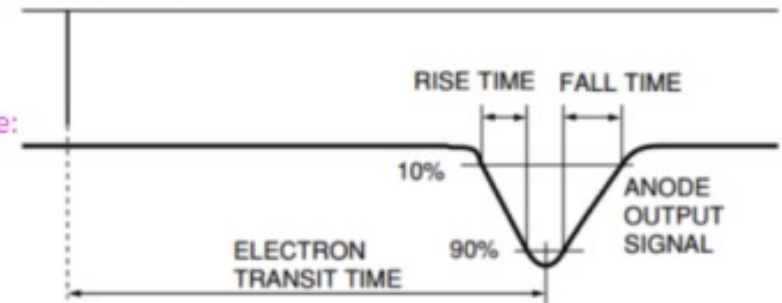 RISE TIME FALL TIME
e:
10%
ANODE
OUTPUT
SIGNAL
90%
ELECTRON
TRANSIT TIME